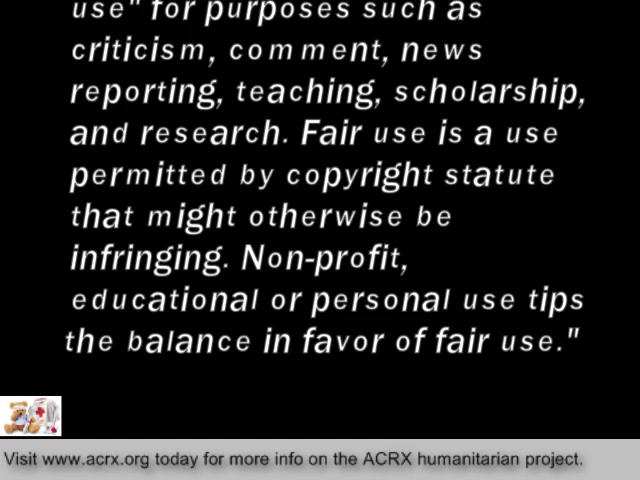 use" for purposes such as
criticism, comment, news
reporting, teaching, scholarship,
and research. Fair use is a use
permitted by copyright statute
that might otherwise be
infringing. Non-profit,
educational or personal use tips
the balance in favor of fair use."
Visit www.acrx.org today for more info on the ACRX humanitarian project.